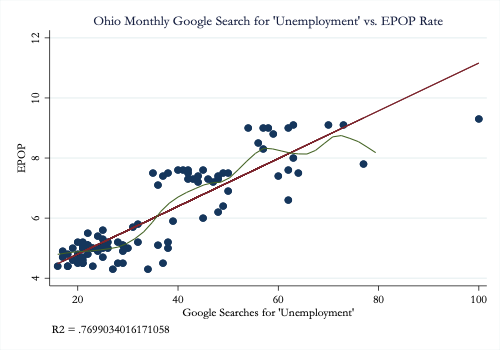 Ohio Monthly Google Search for 'Unemployment' vs. EPOP Rate
12
10
8
6
4
EPOP
20
40
60
80
100
Google Searches for 'Unemployment'
R2 = .7699034016171058